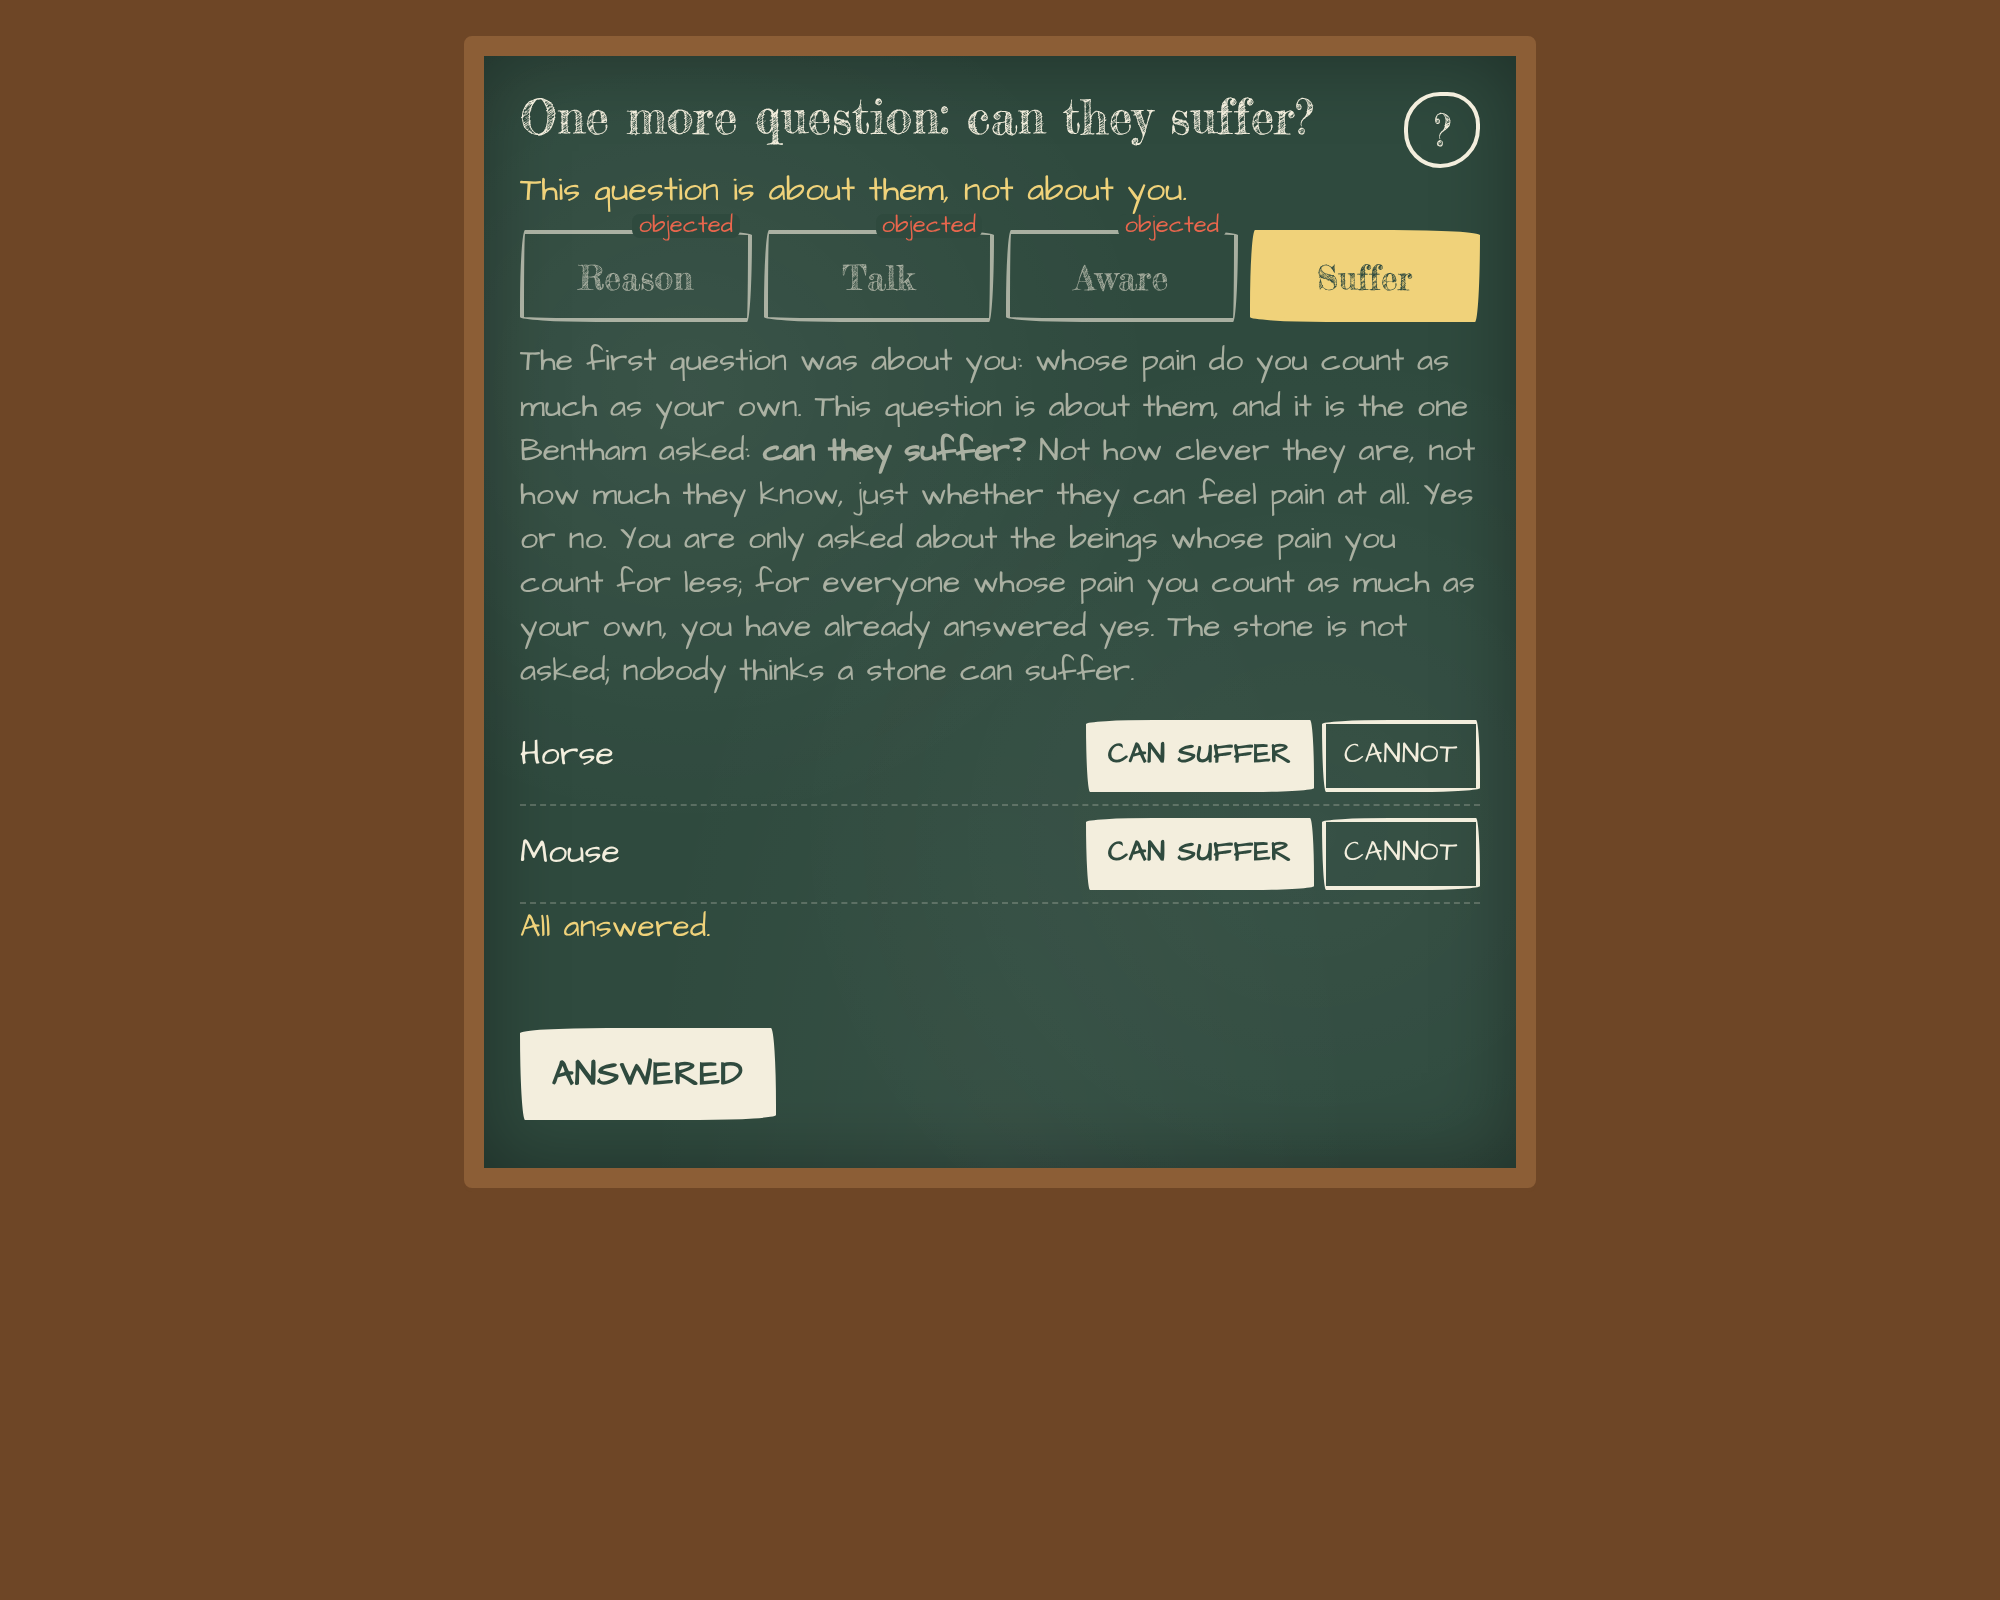 One more question: can they suffer?
?
This question is about them, not about you.
objected
objected
objected
Reason
Talk
Aware
Suffer
The first question was about you: whose pain do you count as
much as your own. This question is about them, and it is the one
Bentham asked: can they suffer? Not how clever they are, not
how much they know, just whether they can feel pain at all. Yes
or no. You are only asked about the beings whose pain you
count for less; for everyone whose pain you count as much as
your own, you have already answered yes. The stone is not
asked; nobody thinks a stone can suffer.
Horse CAN SUFFER CANNOT
Mouse CAN SUFFER CANNOT
All answered.
ANSWERED